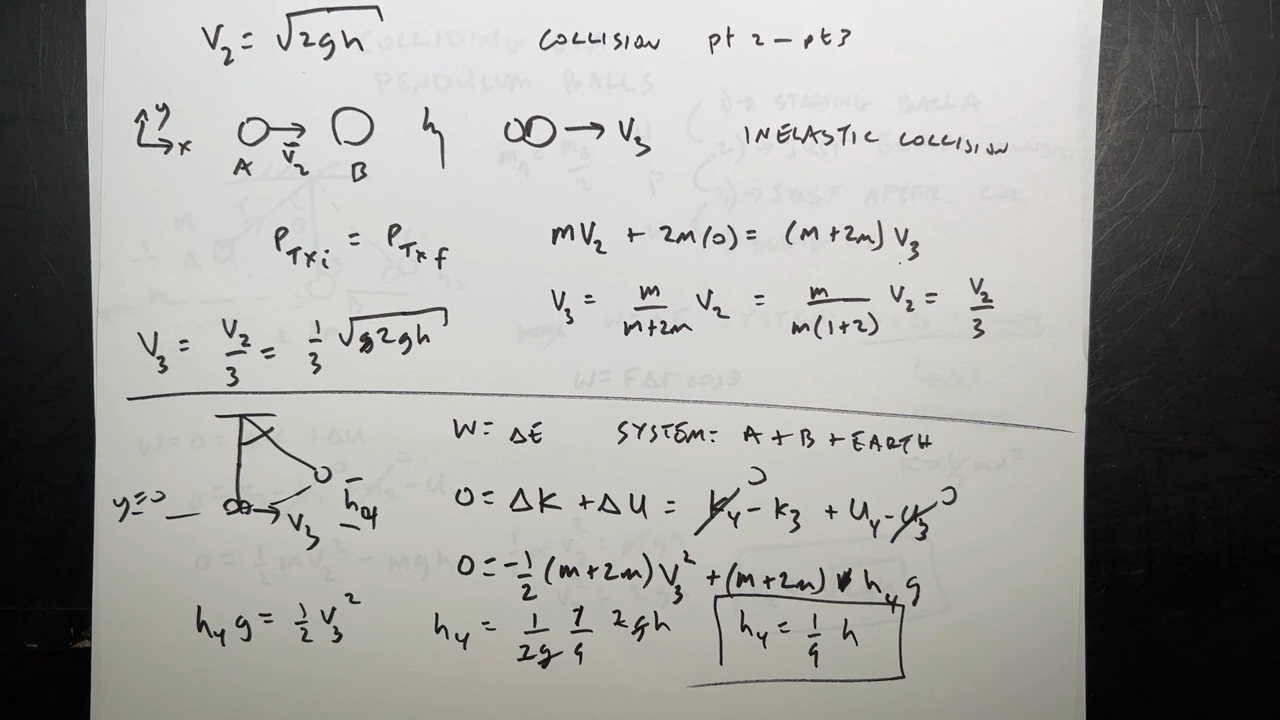 V₂ = √2gh COLLISION pt 2 – pt 3
y
x A V₂ B → V₃ INELASTIC COLLISION
P_Txi = P_Txf mV₂ + 2m(0) = (m+2m) V₃
V₃ = m/(m+2m) V₂ = m/(m(1+2)) V₂ = V₂/3
V₃ = V₂/3 = 1/3 √2gh
W = ΔE SYSTEM: A + B + EARTH
y=0 V₃ h₄
0 = ΔK + ΔU = K₄ – K₃ + U₄ – U₃ 0 0
0 = –1/2 (m+2m) V₃² + (m+2m) h₄ g
h₄ g = 1/2 V₃² h₄ = 1/2g 1/9 2gh h₄ = 1/9 h